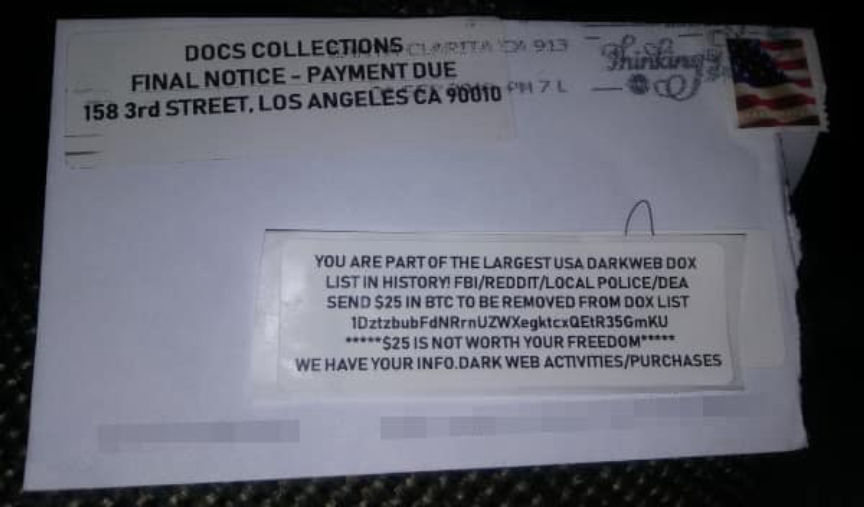 DOCS COLLECTIONS
FINAL NOTICE - PAYMENT DUE
158 3rd STREET, LOS ANGELES CA 90010
CA 913
PM 7 L
Thinking
YOU ARE PART OF THE LARGEST USA DARKWEB DOX
LIST IN HISTORY! FBI/REDDIT/LOCAL POLICE/DEA
SEND $25 IN BTC TO BE REMOVED FROM DOX LIST
1DztzbubFdNRrnUZWXegktcxQEtR35GmKU
*****$25 IS NOT WORTH YOUR FREEDOM*****
WE HAVE YOUR INFO.DARK WEB ACTIVITIES/PURCHASES